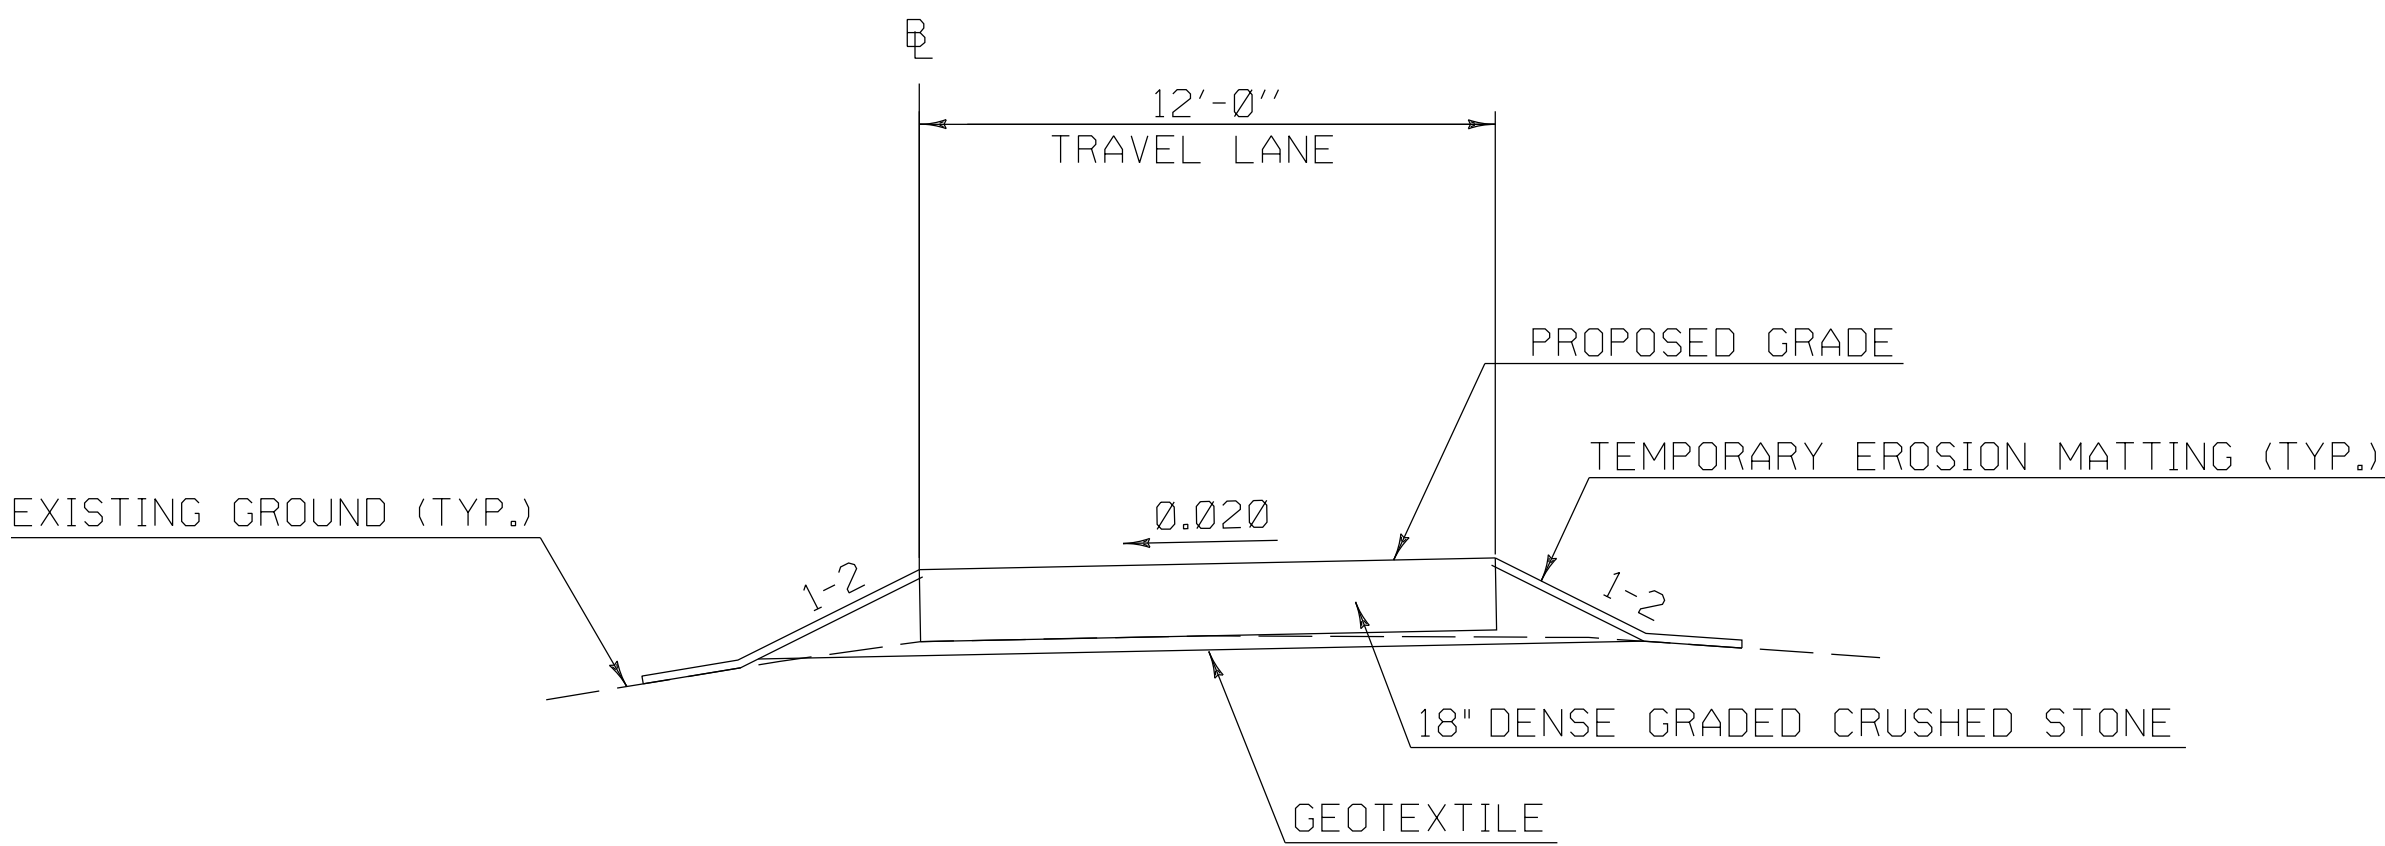 BL
12'-0''
TRAVEL LANE
PROPOSED GRADE
TEMPORARY EROSION MATTING (TYP.)
EXISTING GROUND (TYP.)
0.020
1-2
1-2
18" DENSE GRADED CRUSHED STONE
GEOTEXTILE